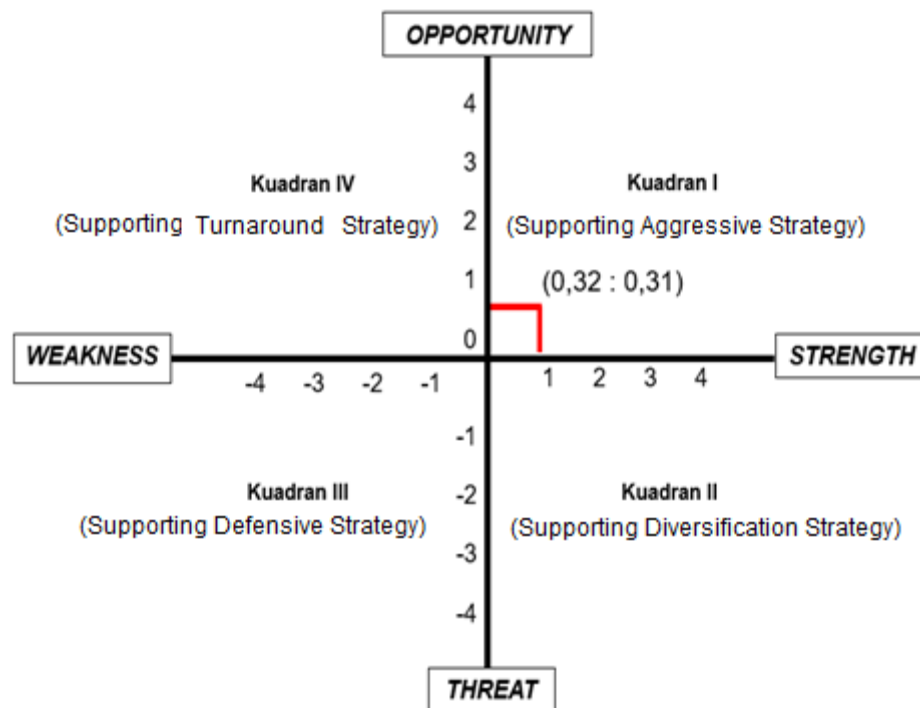 OPPORTUNITY
4
3
Kuadran IV
Kuadran I
(Supporting Turnaround Strategy)
2
(Supporting Aggressive Strategy)
1
(0,32 : 0,31)
0
WEAKNESS
STRENGTH
-4 -3 -2 -1 1 2 3 4
-1
Kuadran III
-2
Kuadran II
(Supporting Defensive Strategy)
(Supporting Diversification Strategy)
-3
-4
THREAT